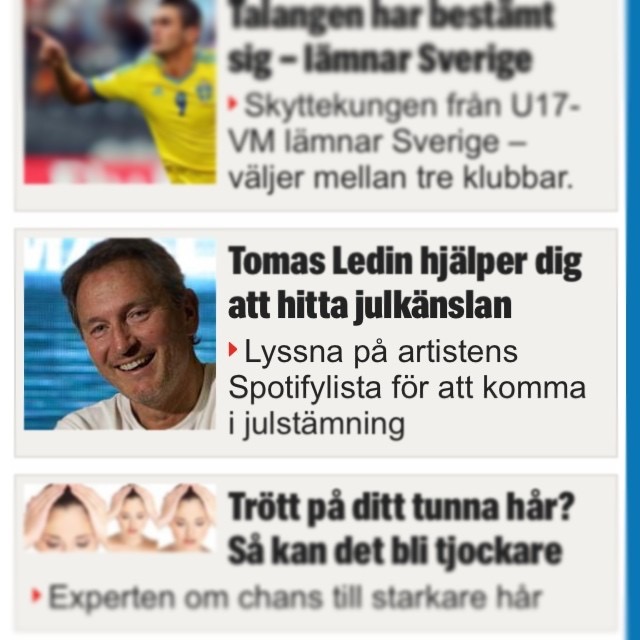 Talangen har bestämt
sig – lämnar Sverige
Skyttekungen från U17-
VM lämnar Sverige –
väljer mellan tre klubbar.
Tomas Ledin hjälper dig
att hitta julkänslan
Lyssna på artistens
Spotifylista för att komma
i julstämning
Trött på ditt tunna hår?
Så kan det bli tjockare
Experten om chans till starkare hår